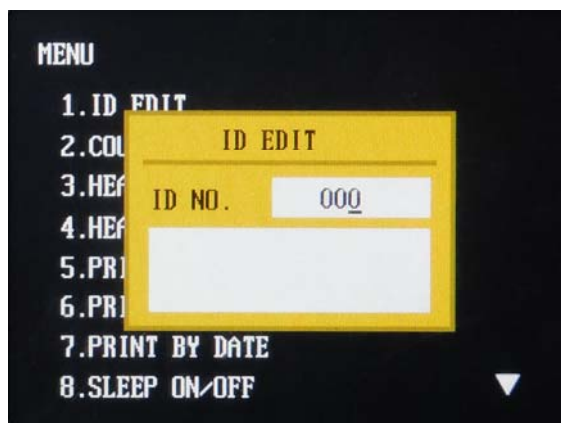 MENU
1.ID EDIT
2.COU
3.HEA
4.HEA
5.PRI
6.PRI
7.PRINT BY DATE
8.SLEEP ON/OFF
ID EDIT
ID NO. 000